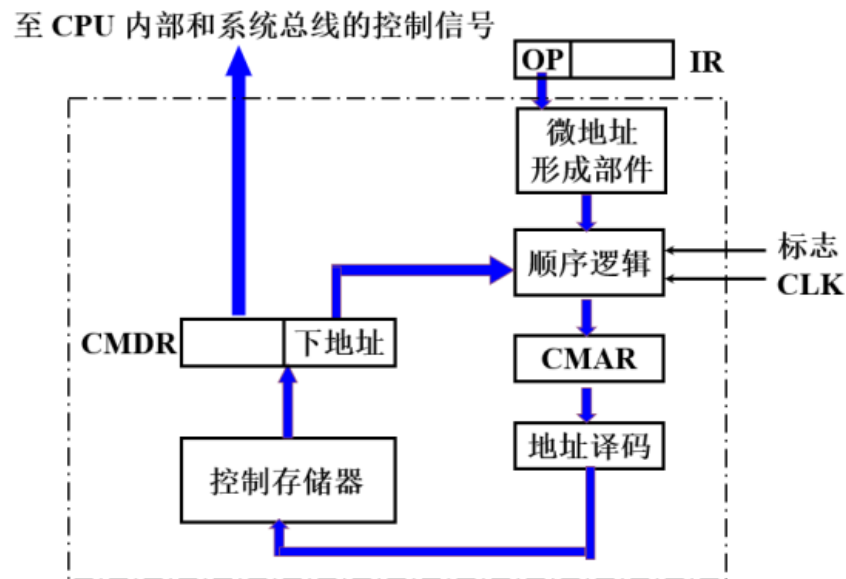 至 CPU 内部和系统总线的控制信号
OP IR
微地址
形成部件
顺序逻辑
标志
CLK
CMDR 下地址
CMAR
地址译码
控制存储器